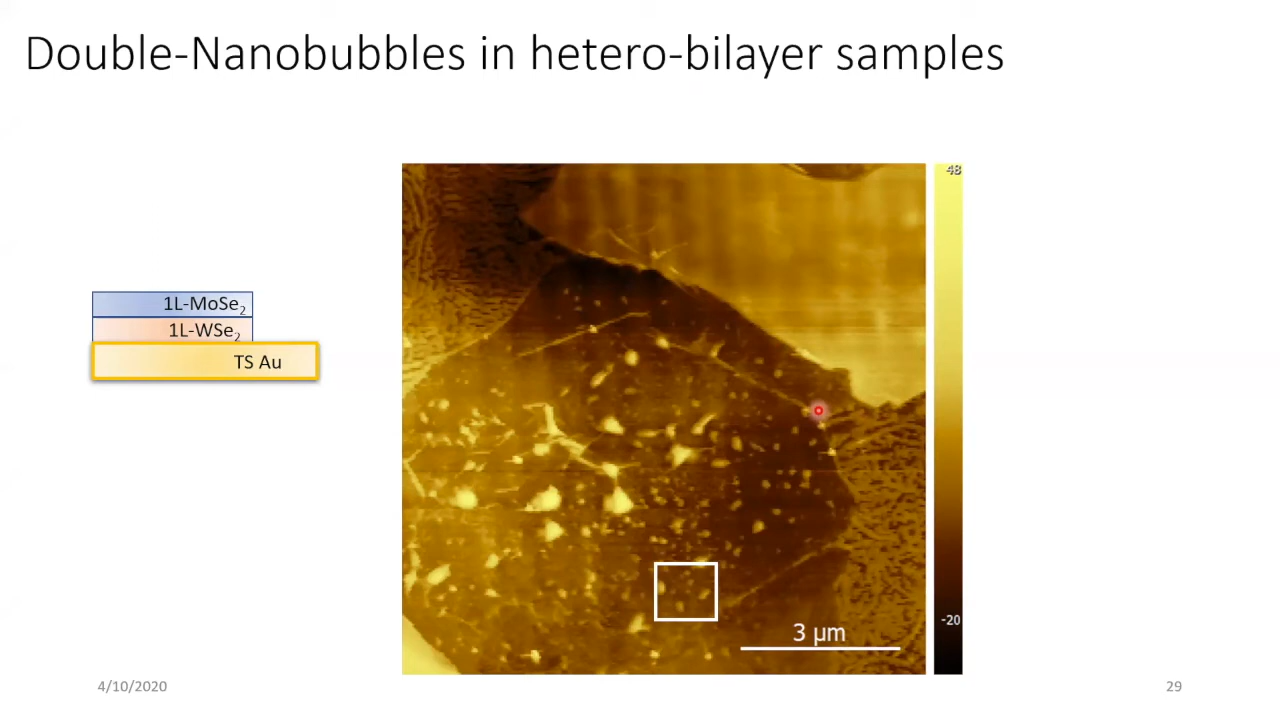 Double-Nanobubbles in hetero-bilayer samples
48
1L-MoSe₂
1L-WSe₂
TS Au
-20
3 μm
4/10/2020
29